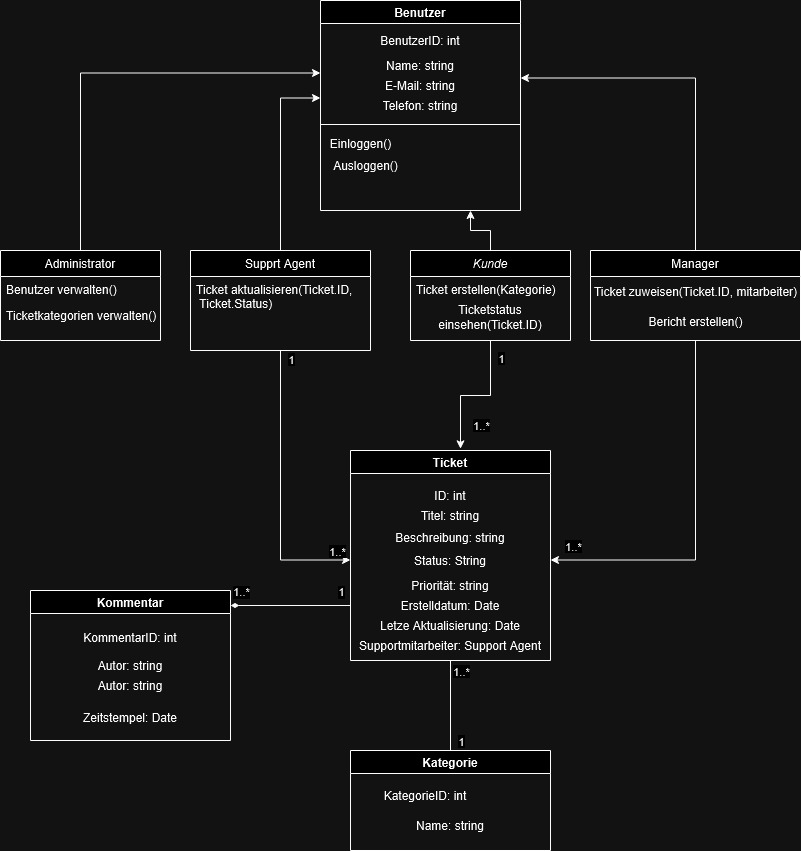 Benutzer
BenutzerID: int
Name: string
E-Mail: string
Telefon: string
Einloggen()
Ausloggen()
Administrator
Benutzer verwalten()
Ticketkategorien verwalten()
Supprt Agent
Ticket aktualisieren(Ticket.ID,
Ticket.Status)
Kunde
Ticket erstellen(Kategorie)
Ticketstatus
einsehen(Ticket.ID)
Manager
Ticket zuweisen(Ticket.ID, mitarbeiter)
Bericht erstellen()
1
1
1..*
Ticket
ID: int
Titel: string
Beschreibung: string
Status: String
Priorität: string
Erstelldatum: Date
Letze Aktualisierung: Date
Supportmitarbeiter: Support Agent
1..*
1..*
1..*
1
Kommentar
KommentarID: int
Autor: string
Autor: string
Zeitstempel: Date
1..*
1
Kategorie
KategorieID: int
Name: string